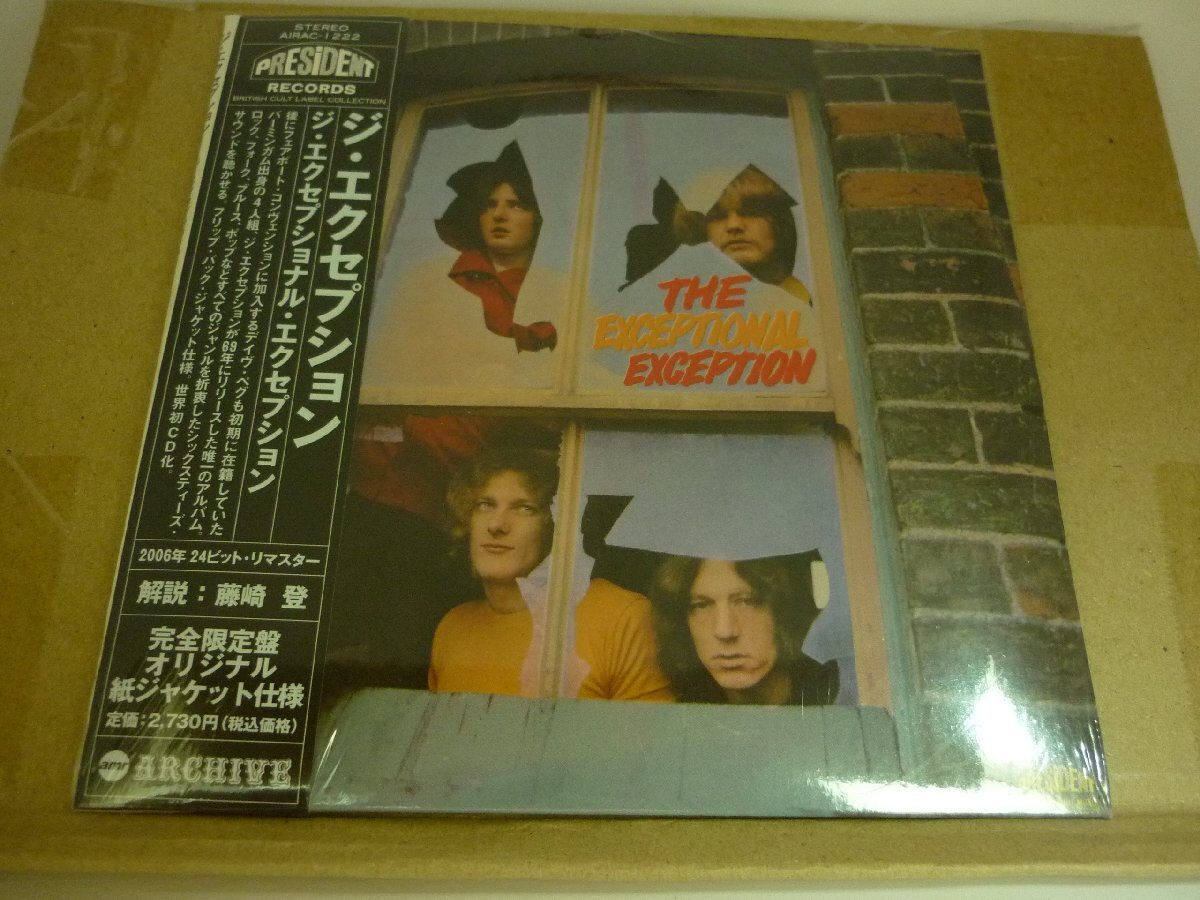 STEREO
AIRAC-1222
PRESIDENT
RECORDS
BRITISH CULT LABEL COLLECTION
ジ・エクセプション
ジ・エクセプショナル・エクセプション
後にフェアポート・コンヴェンションに加入するデイヴ・ペグも初期に在籍していた
バーミンガム出身の4人組、ジ・エクセプションが69年にリリースした唯一のアルバム。
ロック、フォーク、ブルース、ポップなどすべてのジャンルを折衷したシックスティーズ・
サウンドを聴かせる。フリップ・バック・ジャケット仕様。世界初CD化。
2006年 24ビット・リマスター
解説：藤崎 登
完全限定盤
オリジナル
紙ジャケット仕様
定価：2,730円（税込価格）
amr ARCHIVE
THE
EXCEPTIONAL
EXCEPTION
PRESIDENT